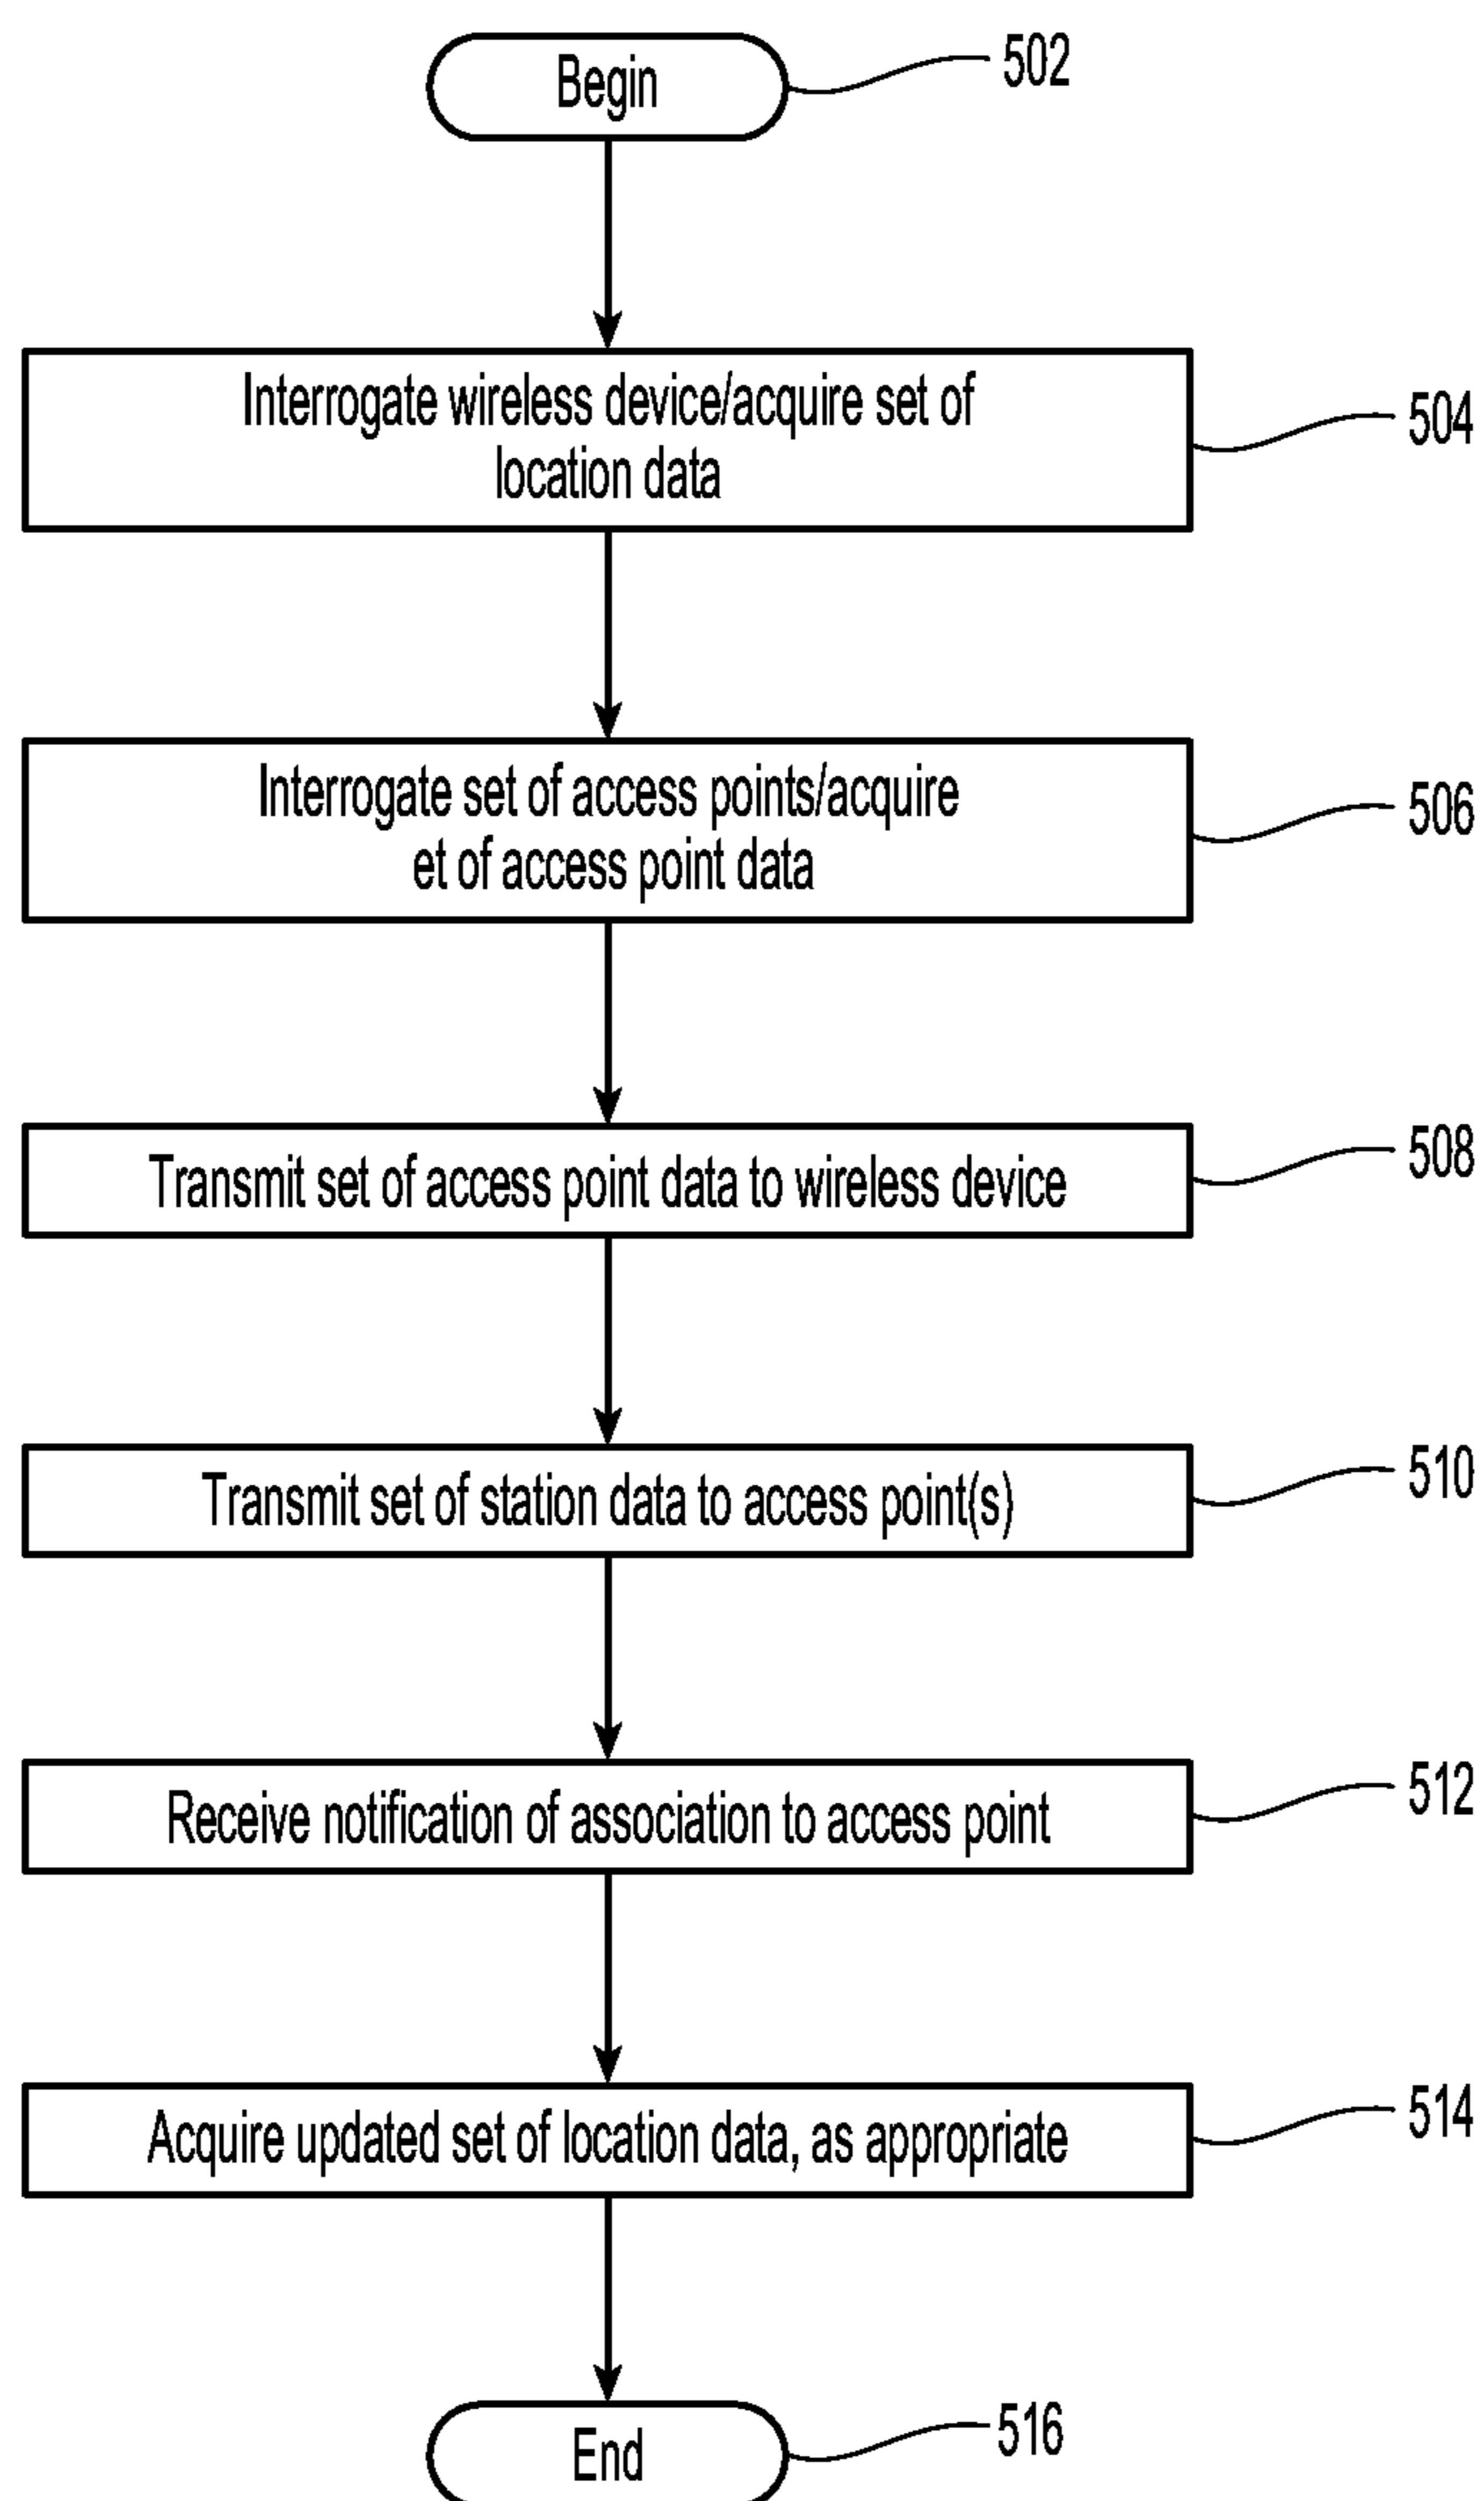 Begin
502
Interrogate wireless device/acquire set of
location data
504
Interrogate set of access points/acquire
et of access point data
506
Transmit set of access point data to wireless device
508
Transmit set of station data to access point(s)
510
Receive notification of association to access point
512
Acquire updated set of location data, as appropriate
514
End
516